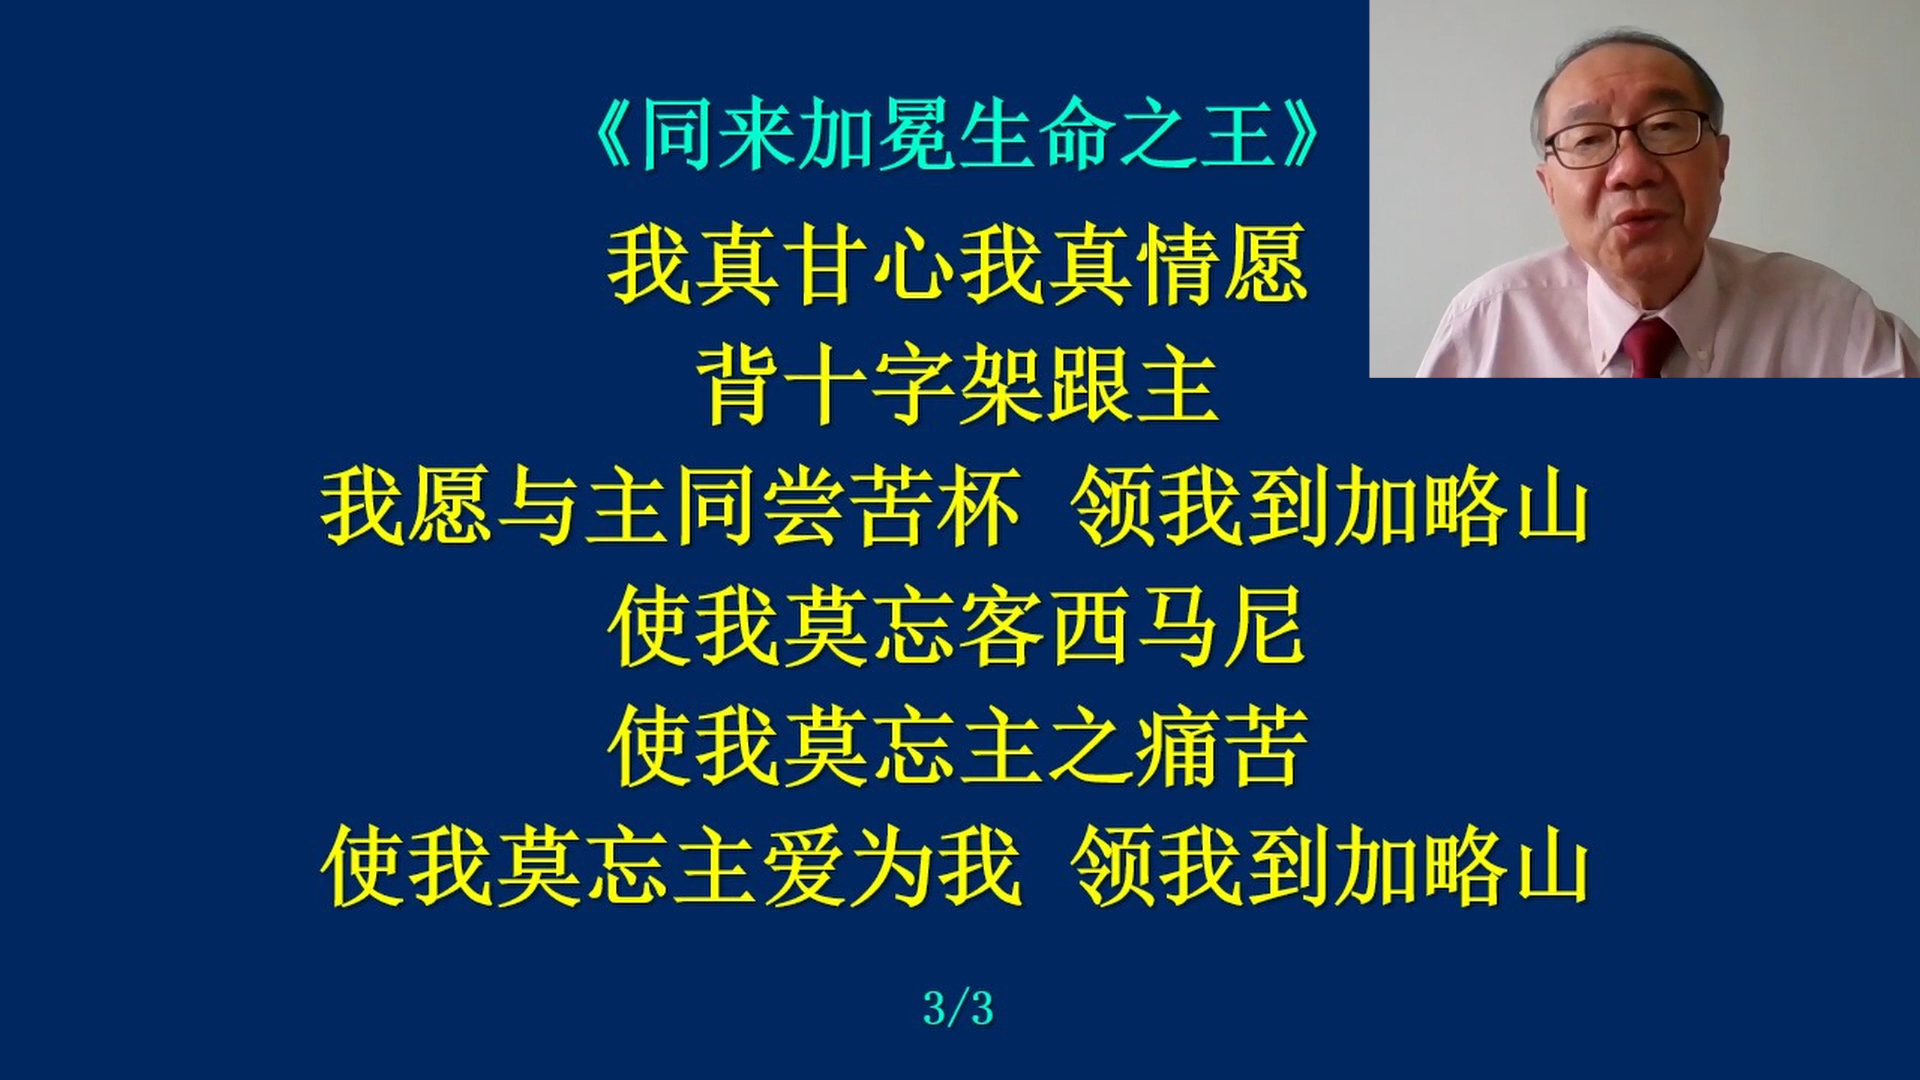 《同来加冕生命之王》
我真甘心我真情愿
背十字架跟主
我愿与主同尝苦杯 领我到加略山
使我莫忘客西马尼
使我莫忘主之痛苦
使我莫忘主爱为我 领我到加略山
3/3